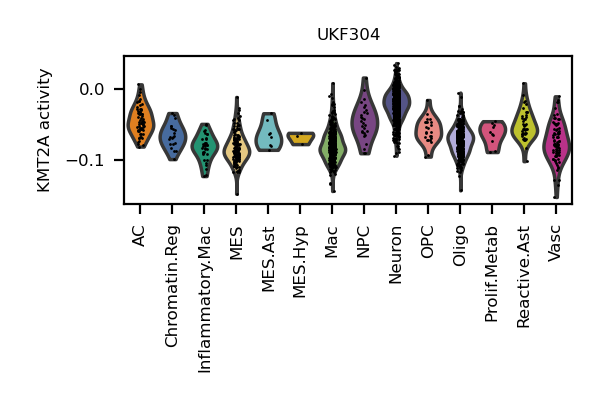 UKF304
KMT2A activity
0.0
−0.1
AC
Chromatin.Reg
Inflammatory.Mac
MES
MES.Ast
MES.Hyp
Mac
NPC
Neuron
OPC
Oligo
Prolif.Metab
Reactive.Ast
Vasc